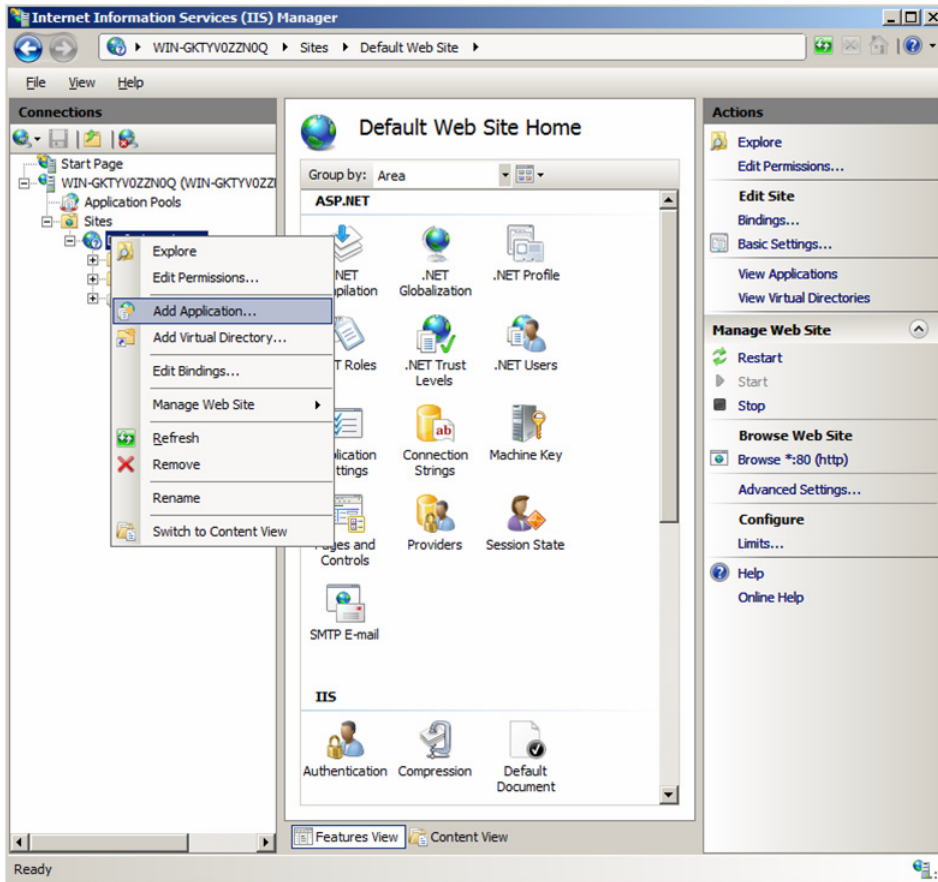 Internet Information Services (IIS) Manager
WIN-GKTYV0ZZN0Q
Sites
Default Web Site
File View Help
Connections
Start Page
WIN-GKTYV0ZZN0Q (WIN-GKTYV0ZZ
Application Pools
Sites
Explore
Edit Permissions...
Add Application...
Add Virtual Directory...
Edit Bindings...
Manage Web Site
Refresh
Remove
Rename
Switch to Content View
Ready
Default Web Site Home
Group by: Area
ASP.NET
.NET
Globalization
.NET Profile
.NET Trust
Levels
.NET Users
Connection
Strings
Machine Key
Pages and
Controls
Providers
Session State
SMTP E-mail
IIS
Authentication
Compression
Default
Document
Features View
Content View
Actions
Explore
Edit Permissions...
Edit Site
Bindings...
Basic Settings...
View Applications
View Virtual Directories
Manage Web Site
Restart
Start
Stop
Browse Web Site
Browse *:80 (http)
Advanced Settings...
Configure
Limits...
Help
Online Help